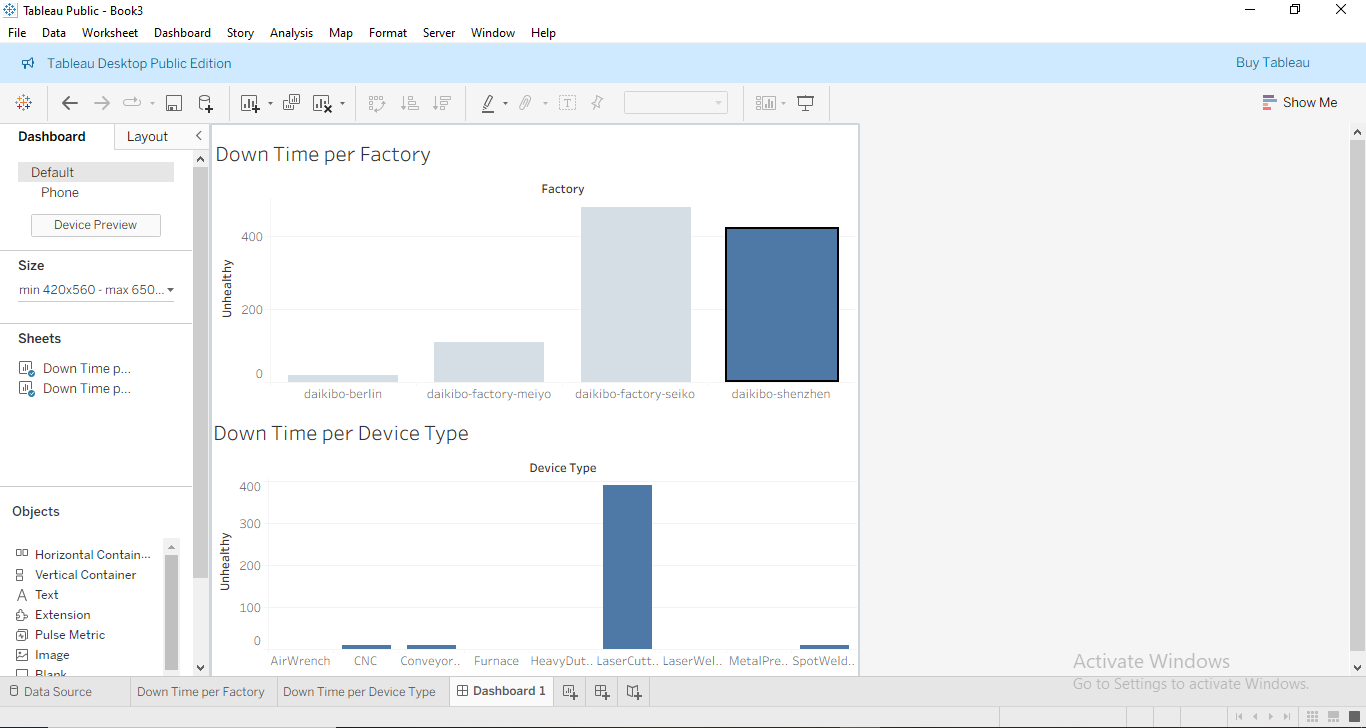 Tableau Public - Book3
File Data Worksheet Dashboard Story Analysis Map Format Server Window Help
Tableau Desktop Public Edition Buy Tableau
Show Me
Dashboard Layout
Default
Phone
Device Preview
Size
min 420x560 - max 650...
Sheets
Down Time p...
Down Time p...
Objects
Horizontal Contain...
Vertical Container
Text
Extension
Pulse Metric
Image
Blank
Down Time per Factory
Factory
Unhealthy
400
200
0
daikibo-berlin daikibo-factory-meiyo daikibo-factory-seiko daikibo-shenzhen
Down Time per Device Type
Device Type
Unhealthy
400
300
200
100
0
AirWrench CNC Conveyor.. Furnace HeavyDut.. LaserCutt.. LaserWel.. MetalPre.. SpotWeld..
Activate Windows
Go to Settings to activate Windows.
Data Source Down Time per Factory Down Time per Device Type Dashboard 1